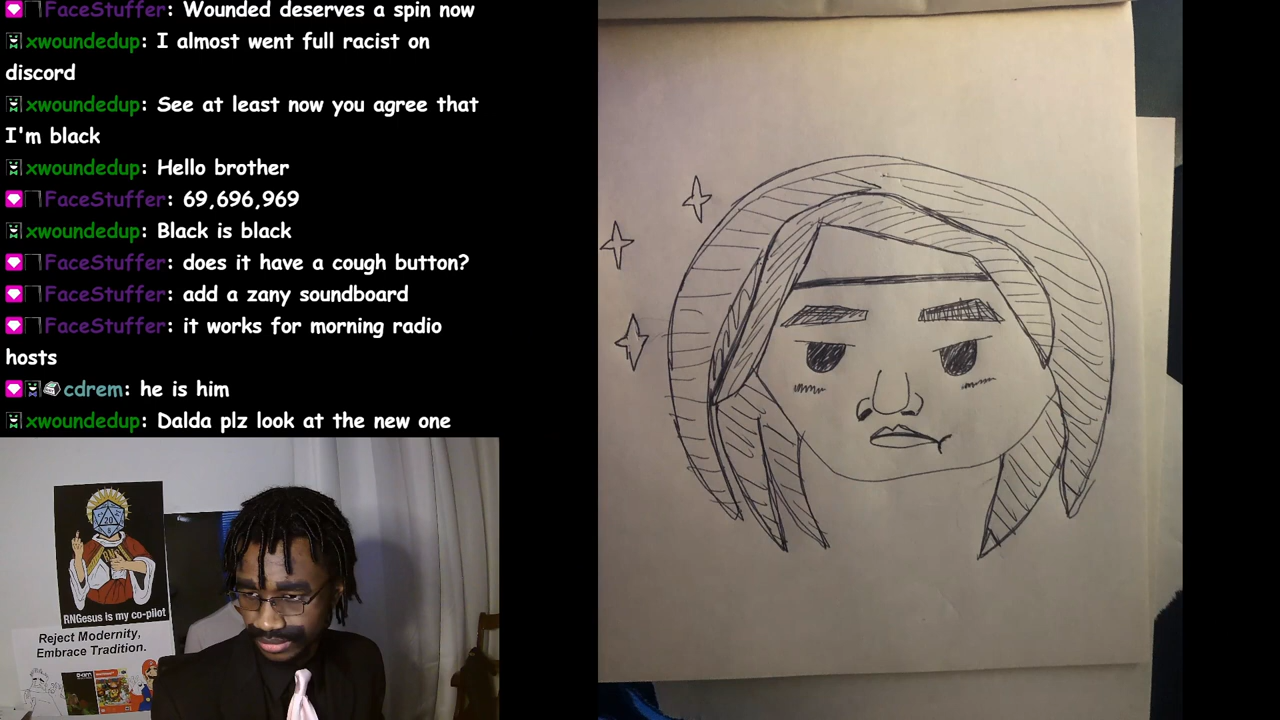 FaceStuffer: Wounded deserves a spin now
xwoundedup: I almost went full racist on
discord
xwoundedup: See at least now you agree that
I'm black
xwoundedup: Hello brother
FaceStuffer: 69,696,969
xwoundedup: Black is black
FaceStuffer: does it have a cough button?
FaceStuffer: add a zany soundboard
FaceStuffer: it works for morning radio
hosts
cdrem: he is him
xwoundedup: Dalda plz look at the new one
20
RNGesus is my co-pilot
Reject Modernity,
Embrace Tradition.